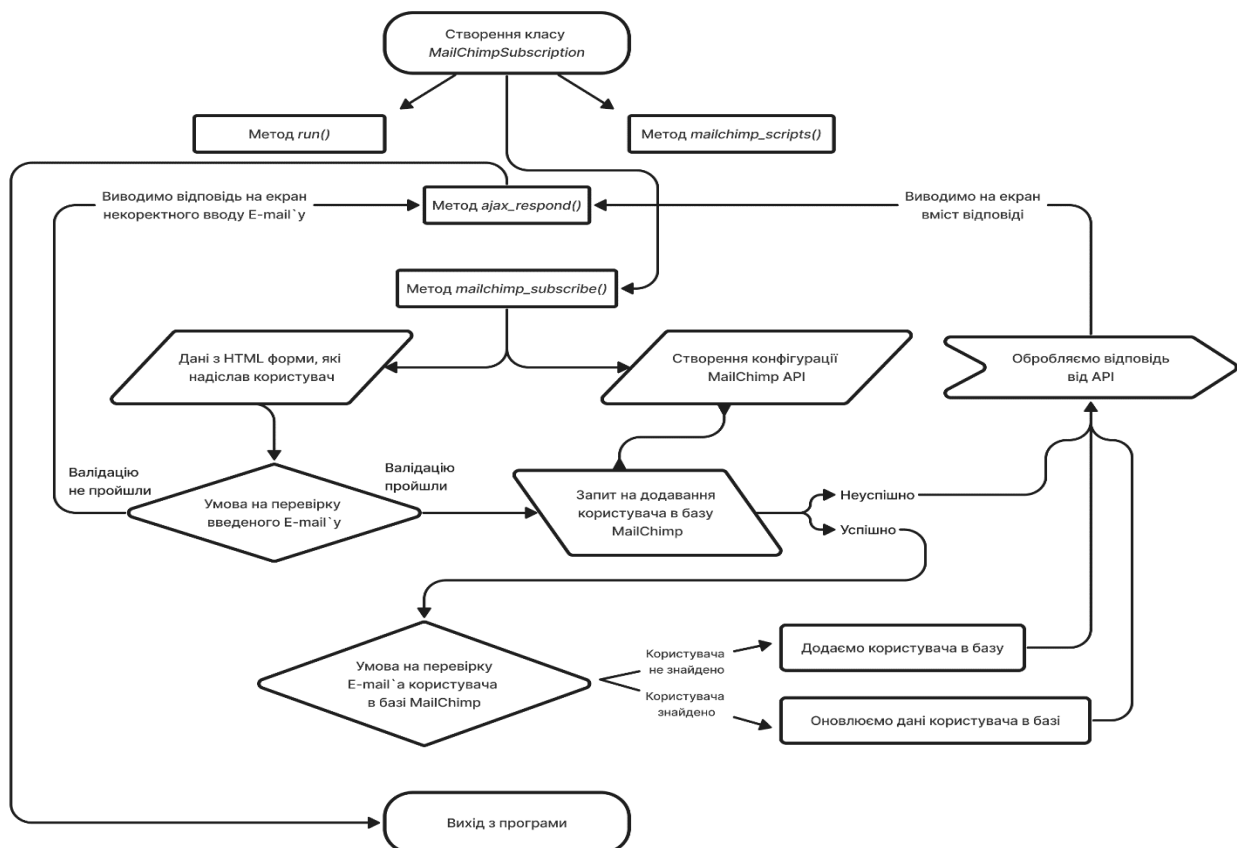 Створення класу
MailChimpSubscription
Метод run()
Метод mailchimp_scripts()
Виводимо відповідь на екран
некоректного вводу E-mail`у
Метод ajax_respond()
Виводимо на екран
вміст відповіді
Метод mailchimp_subscribe()
Дані з HTML форми, які
надіслав користувач
Створення конфігурації
MailChimp API
Обробляємо відповідь
від API
Валідацію
не пройшли
Умова на перевірку
введеного E-mail`у
Валідацію
пройшли
Запит на додавання
користувача в базу
MailChimp
Неуспішно
Успішно
Умова на перевірку
E-mail`а користувача
в базі MailChimp
Користувача
не знайдено
Додаємо користувача в базу
Користувача
знайдено
Оновлюємо дані користувача в базі
Вихід з програми